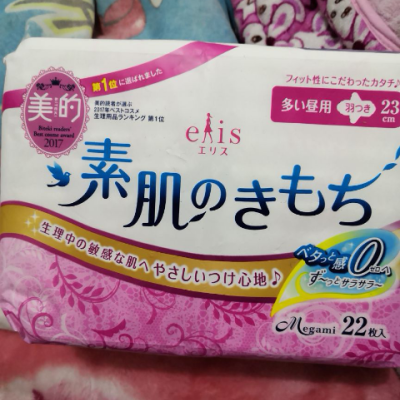 第1位に選ばれました
美的
Biteki readers'
Best cosme award
2017
美的読者が選ぶ
2017年ベストコスメ
生理用品ランキング 第1位
フィット性にこだわったカタチ♪
多い昼用 羽つき 23cm
elis
エリス
素肌のきもち
生理中の敏感な肌へやさしいつけ心地♪
ベタっと感0へ
ゼロ
ず〜っとサラサラ〜
Megami 22枚入